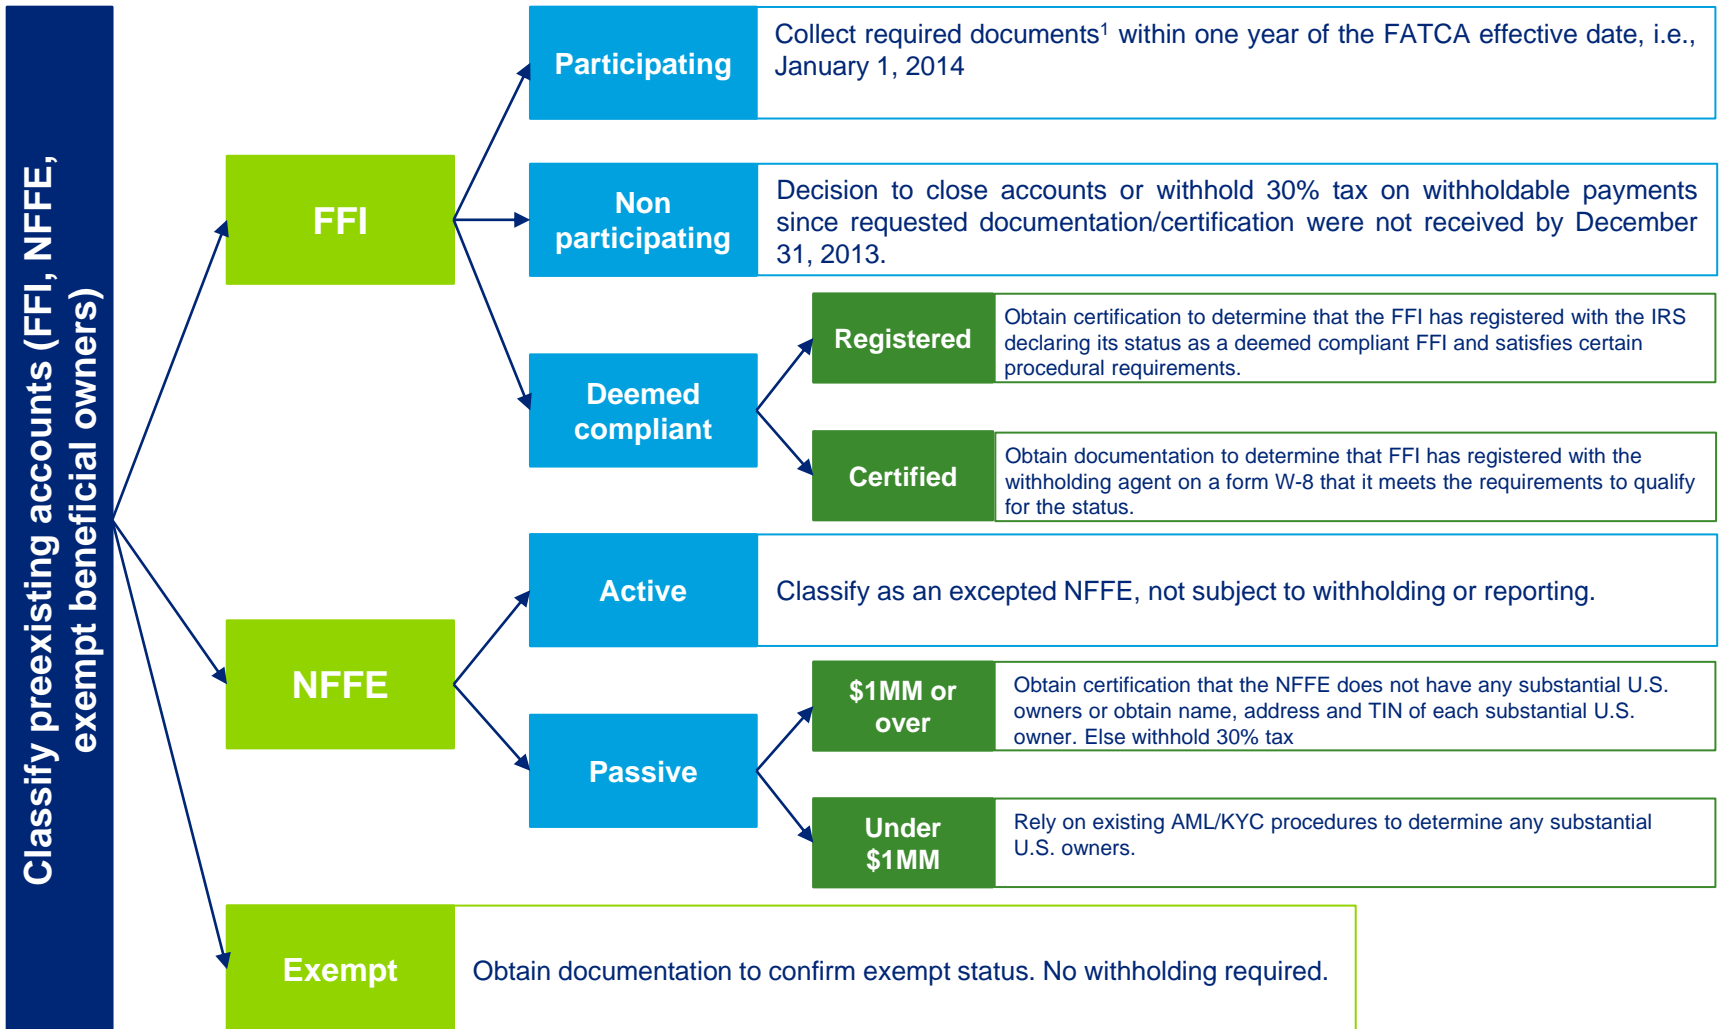 Classify preexisting accounts (FFI, NFFE,
exempt beneficial owners)
FFI
Participating
Collect required documents¹ within one year of the FATCA effective date, i.e.,
January 1, 2014
Non
participating
Decision to close accounts or withhold 30% tax on withholdable payments
since requested documentation/certification were not received by December
31, 2013.
Deemed
compliant
Registered
Obtain certification to determine that the FFI has registered with the IRS
declaring its status as a deemed compliant FFI and satisfies certain
procedural requirements.
Certified
Obtain documentation to determine that FFI has registered with the
withholding agent on a form W-8 that it meets the requirements to qualify
for the status.
NFFE
Active
Classify as an excepted NFFE, not subject to withholding or reporting.
Passive
$1MM or
over
Obtain certification that the NFFE does not have any substantial U.S.
owners or obtain name, address and TIN of each substantial U.S.
owner. Else withhold 30% tax
Under
$1MM
Rely on existing AML/KYC procedures to determine any substantial
U.S. owners.
Exempt
Obtain documentation to confirm exempt status. No withholding required.